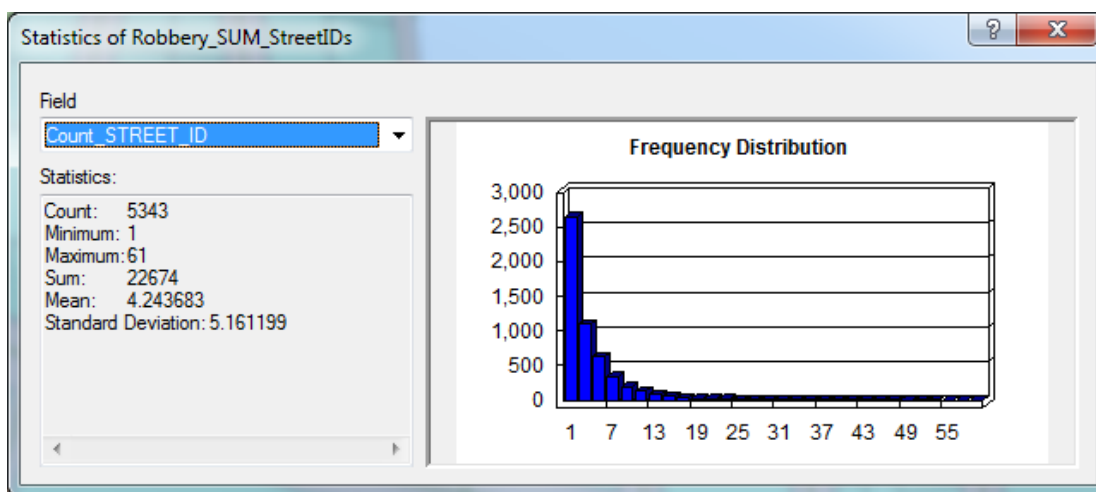 Statistics of Robbery_SUM_StreetIDs
? X
Field
Count_STREET_ID
Statistics:
Count: 5343
Minimum: 1
Maximum: 61
Sum: 22674
Mean: 4.243683
Standard Deviation: 5.161199
Frequency Distribution
3,000
2,500
2,000
1,500
1,000
500
0
1 7 13 19 25 31 37 43 49 55